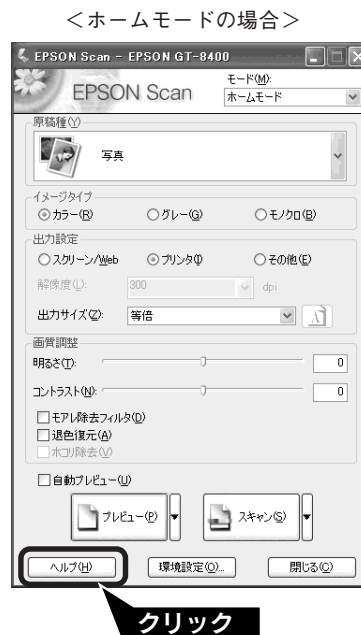 ＜ホームモードの場合＞
EPSON Scan - EPSON GT-8400
EPSON Scan
モード(M):
ホームモード
原稿種(Y)
写真
イメージタイプ
カラー(R) グレー(G) モノクロ(B)
出力設定
スクリーン/Web プリンタ(I) その他(E)
解像度(L): 300 dpi
出力サイズ(Z): 等倍
画質調整
明るさ(T): 0
コントラスト(N): 0
モアレ除去フィルタ(D)
退色復元(A)
ホコリ除去(V)
自動プレビュー(U)
プレビュー(P) スキャン(S)
ヘルプ(H) 環境設定(O)... 閉じる(C)
クリック